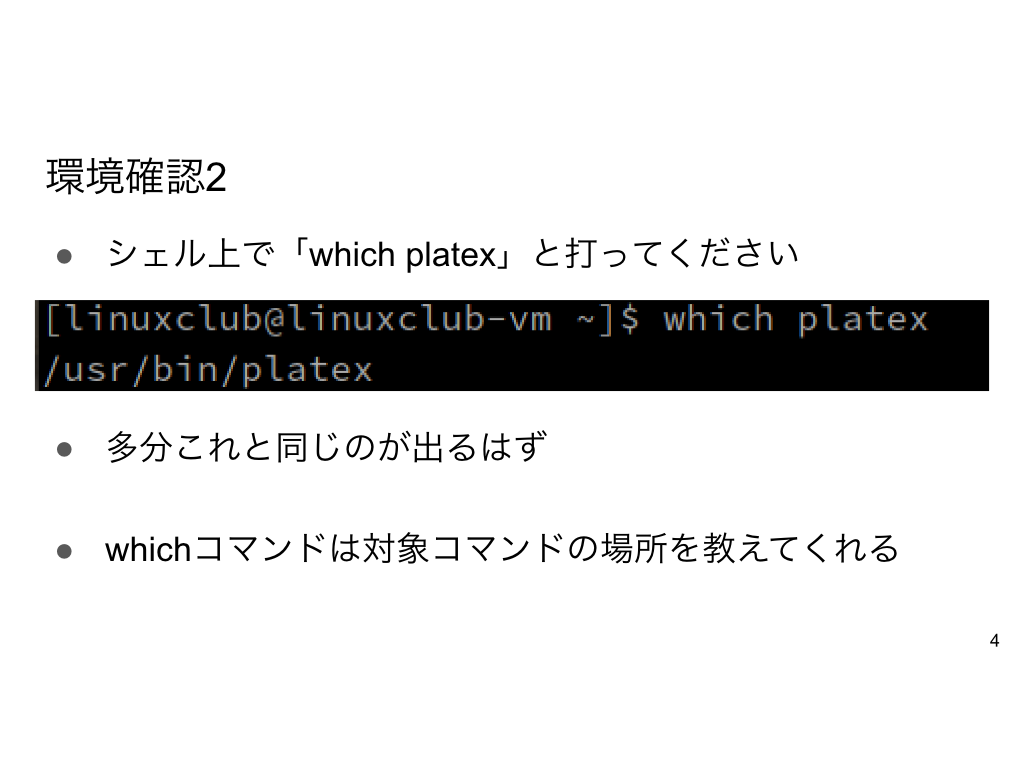 環境確認2
● シェル上で「which platex」と打ってください
[linuxclub@linuxclub-vm ~]$ which platex
/usr/bin/platex
● 多分これと同じのが出るはず
● whichコマンドは対象コマンドの場所を教えてくれる
4